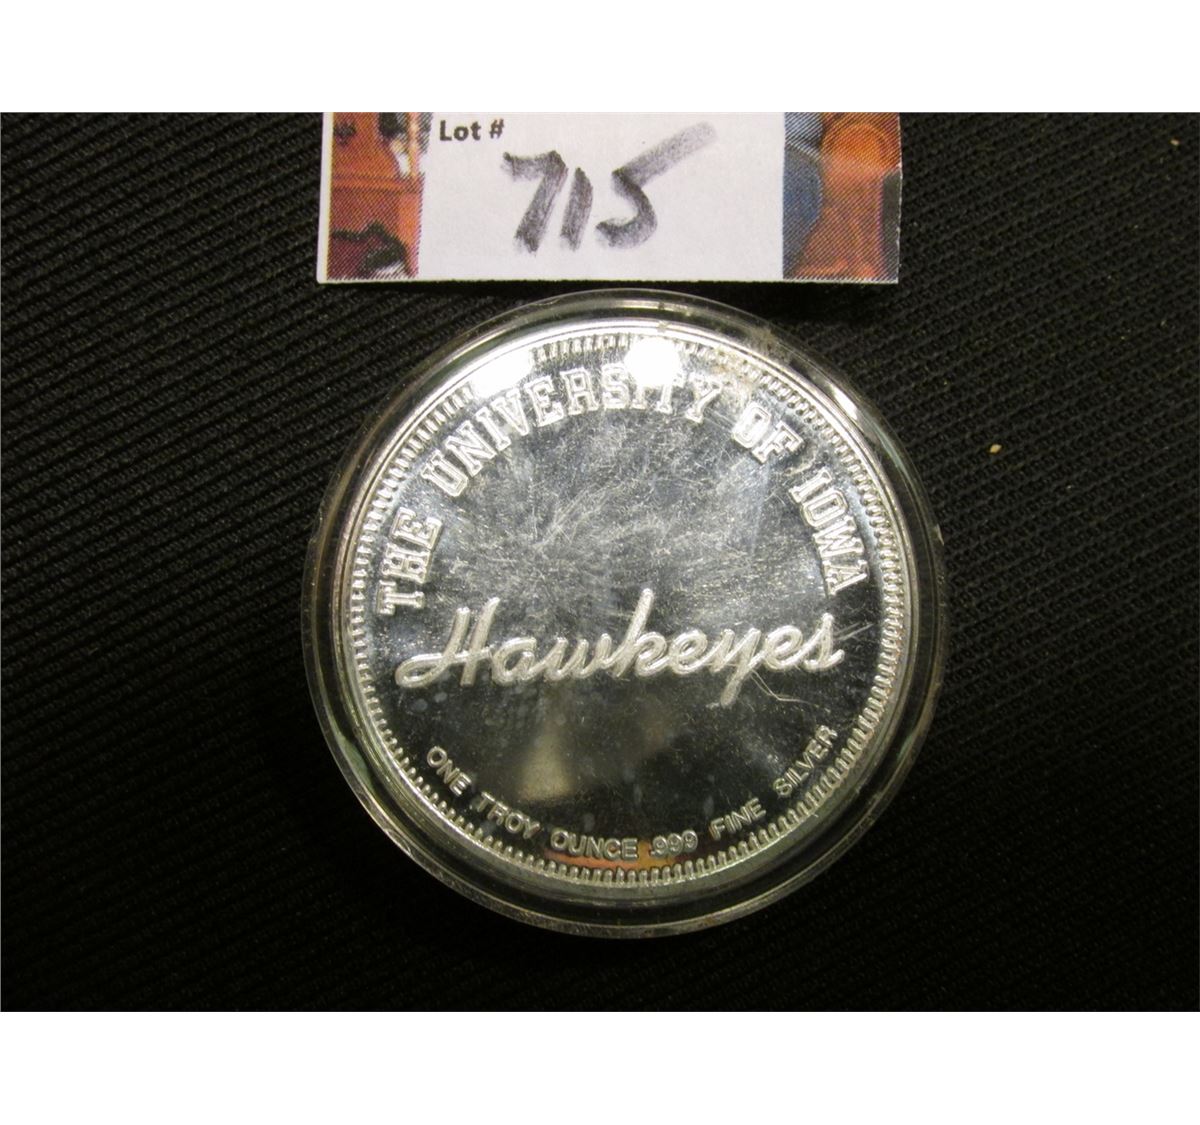 Lot #
715
THE UNIVERSITY OF IOWA
Hawkeyes
ONE TROY OUNCE .999 FINE SILVER